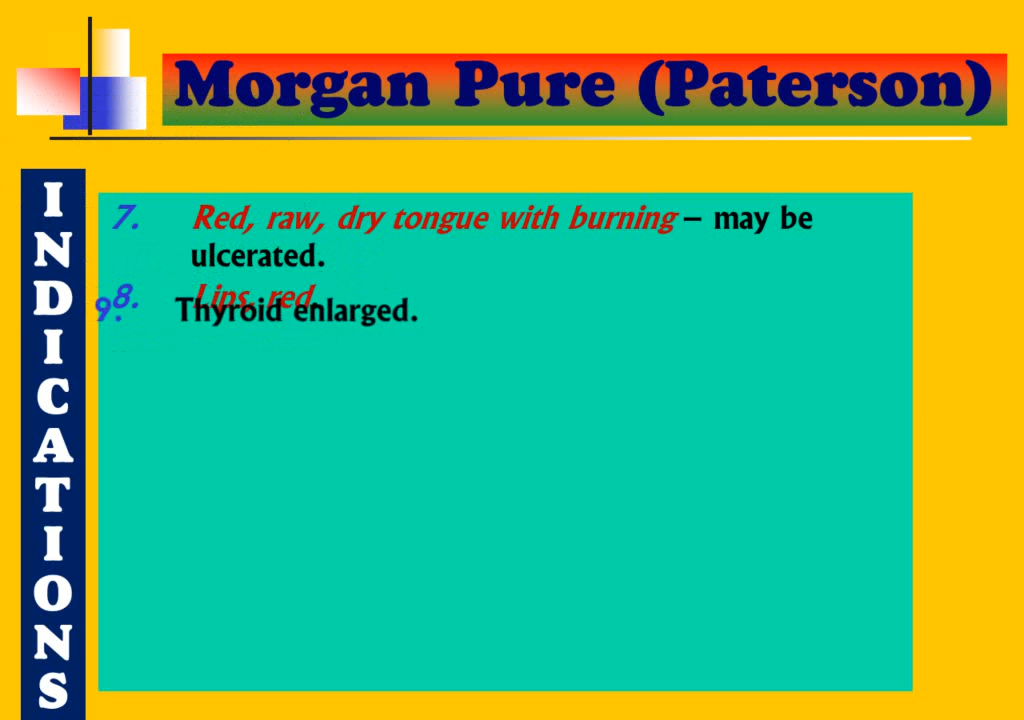 Morgan Pure (Paterson)
INDICATIONS
7. Red, raw, dry tongue with burning – may be
ulcerated.
8. Lips, red.
9. Thyroid enlarged.